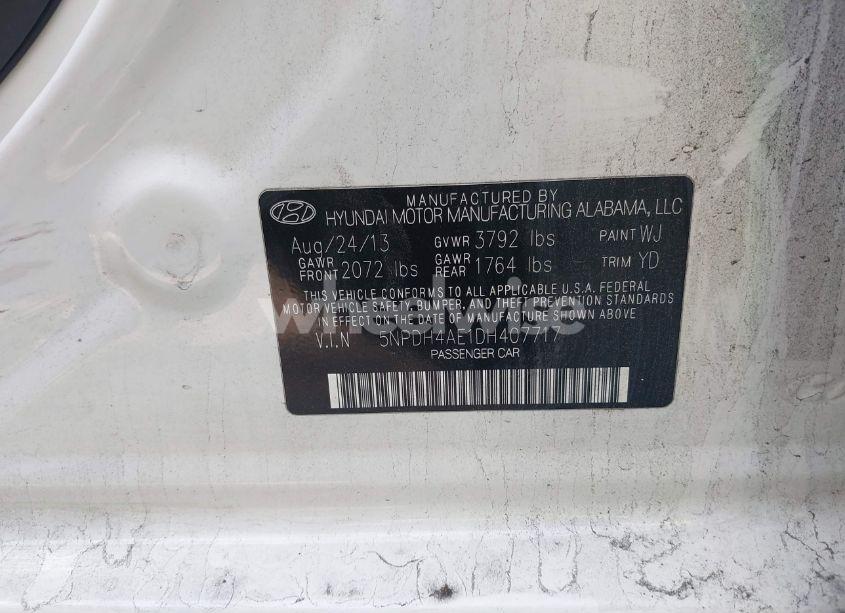 MANUFACTURED BY
HYUNDAI MOTOR MANUFACTURING ALABAMA, LLC
Aug/24/13 GVWR 3792 lbs PAINT WJ
GAWR FRONT 2072 lbs GAWR REAR 1764 lbs TRIM YD
THIS VEHICLE CONFORMS TO ALL APPLICABLE U.S.A. FEDERAL
MOTOR VEHICLE SAFETY, BUMPER, AND THEFT PREVENTION STANDARDS
IN EFFECT ON THE DATE OF MANUFACTURE SHOWN ABOVE
V.I.N 5NPDH4AE1DH407717
PASSENGER CAR
wheelwise